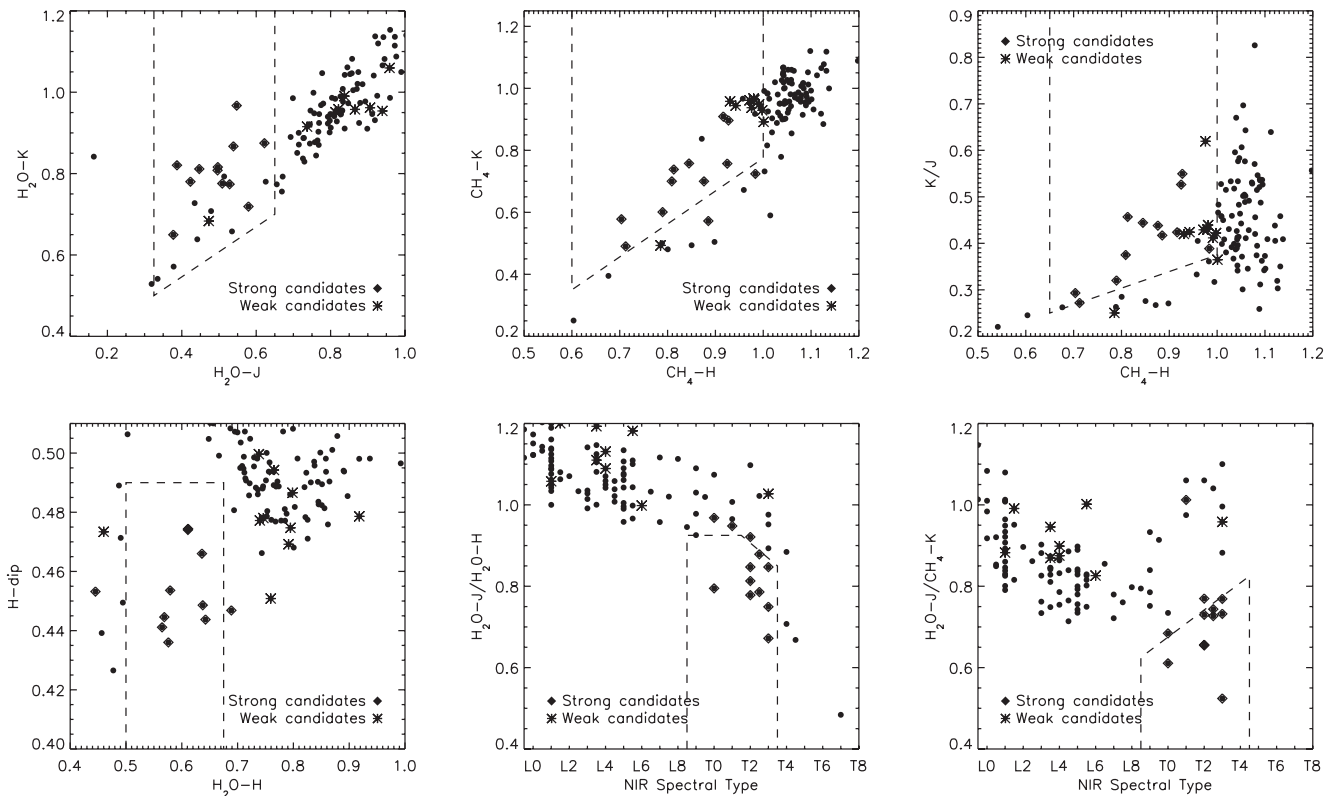 1.2
1.0
0.8
0.6
0.4
H₂O−K
0.2 0.4 0.6 0.8 1.0
H₂O−J
Strong candidates
Weak candidates
1.2
1.0
0.8
0.6
0.4
0.2
CH₄−K
0.5 0.6 0.7 0.8 0.9 1.0 1.1 1.2
CH₄−H
Strong candidates
Weak candidates
0.9
0.8
0.7
0.6
0.5
0.4
0.3
0.2
K/J
0.5 0.6 0.7 0.8 0.9 1.0 1.1 1.2
CH₄−H
Strong candidates
Weak candidates
0.50
0.48
0.46
0.44
0.42
0.40
H−dip
0.4 0.5 0.6 0.7 0.8 0.9 1.0
H₂O−H
Strong candidates
Weak candidates
1.2
1.0
0.8
0.6
0.4
H₂O−J/H₂O−H
L0 L2 L4 L6 L8 T0 T2 T4 T6 T8
NIR Spectral Type
Strong candidates
Weak candidates
1.2
1.0
0.8
0.6
0.4
H₂O−J/CH₄−K
L0 L2 L4 L6 L8 T0 T2 T4 T6 T8
NIR Spectral Type
Strong candidates
Weak candidates